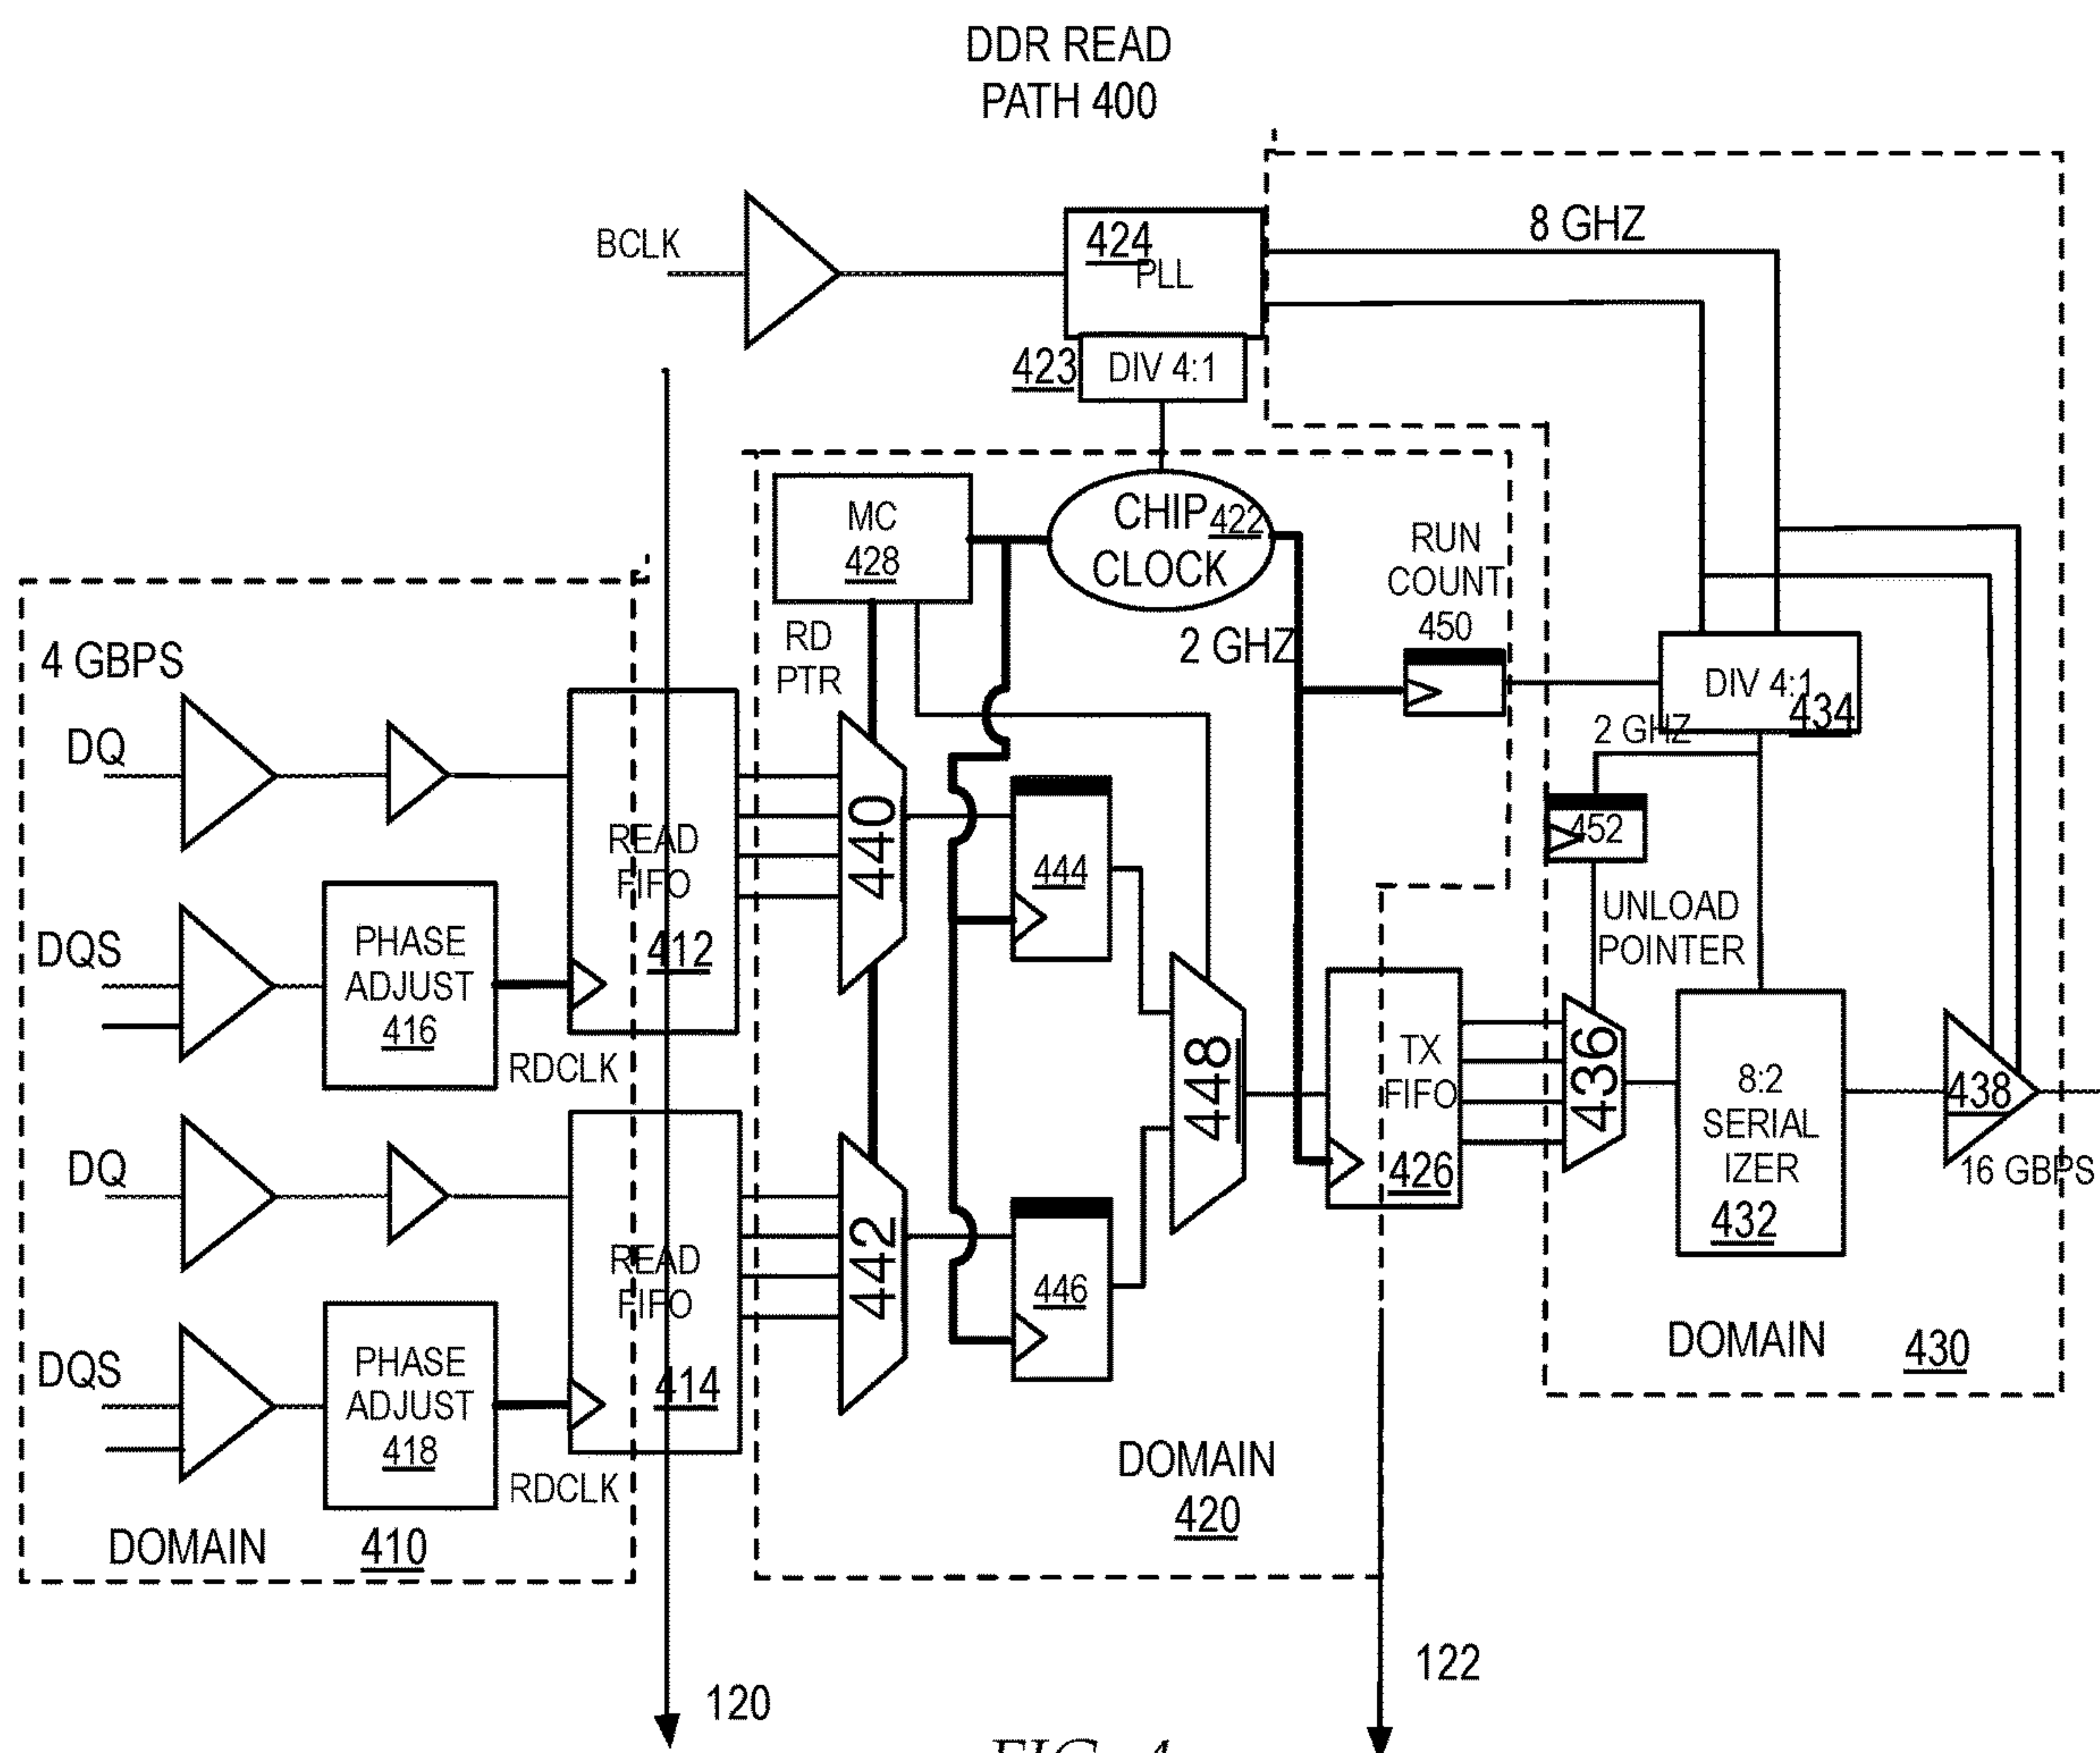 DDR READ
PATH 400
BCLK
424
PLL
8 GHZ
423
DIV 4:1
MC
428
CHIP 422
CLOCK
RUN
COUNT
450
RD
PTR
2 GHZ
4 GBPS
DIV 4:1
434
2 GHZ
DQ
READ
FIFO
412
440
444
452
UNLOAD
POINTER
DQS
PHASE
ADJUST
416
RDCLK
448
TX
FIFO
426
436
8:2
SERIAL
IZER
432
438
16 GBPS
DQ
READ
FIFO
414
442
446
DQS
PHASE
ADJUST
418
RDCLK
DOMAIN 430
DOMAIN
420
DOMAIN 410
120
122
FIG. 4